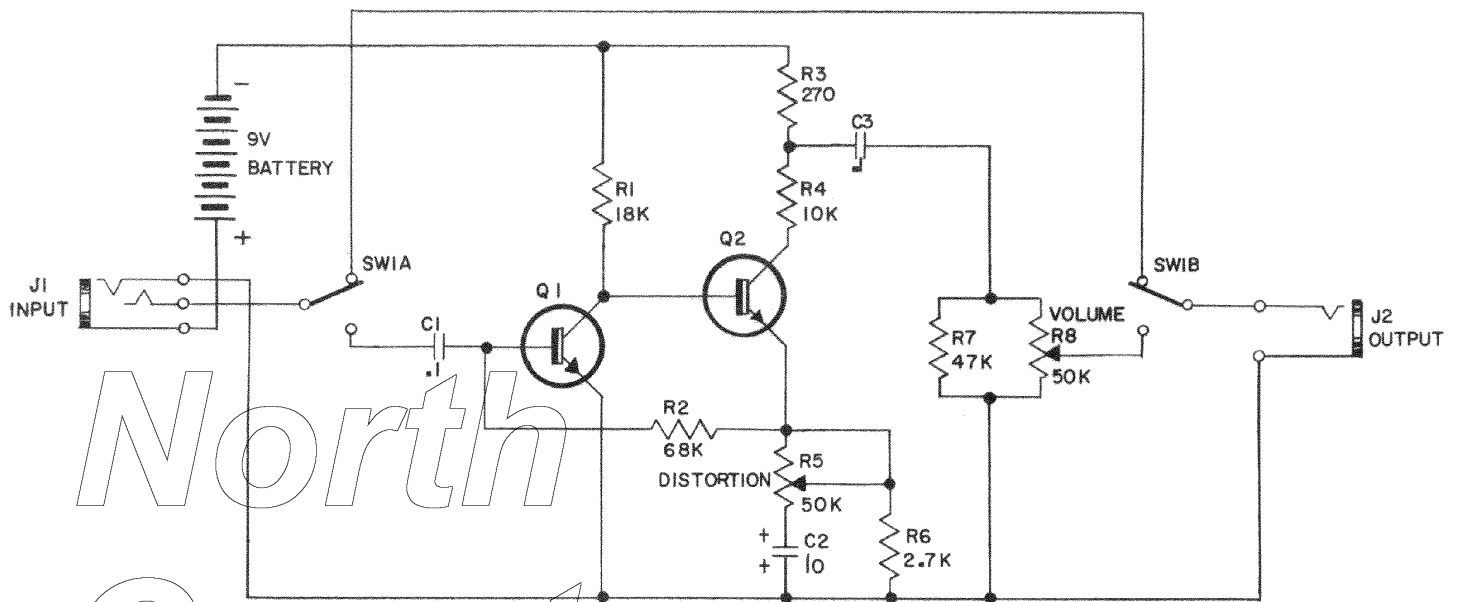 R3
270
C3
.1
−
9V
BATTERY
+
R1
18K
R4
10K
Q2
SW1A
SW1B
J1
INPUT
Q1
C1
.1
VOLUME
R7
47K
R8
50K
J2
OUTPUT
North
R2
68K
R5
DISTORTION
50K
+
+
C2
10
R6
2.7K